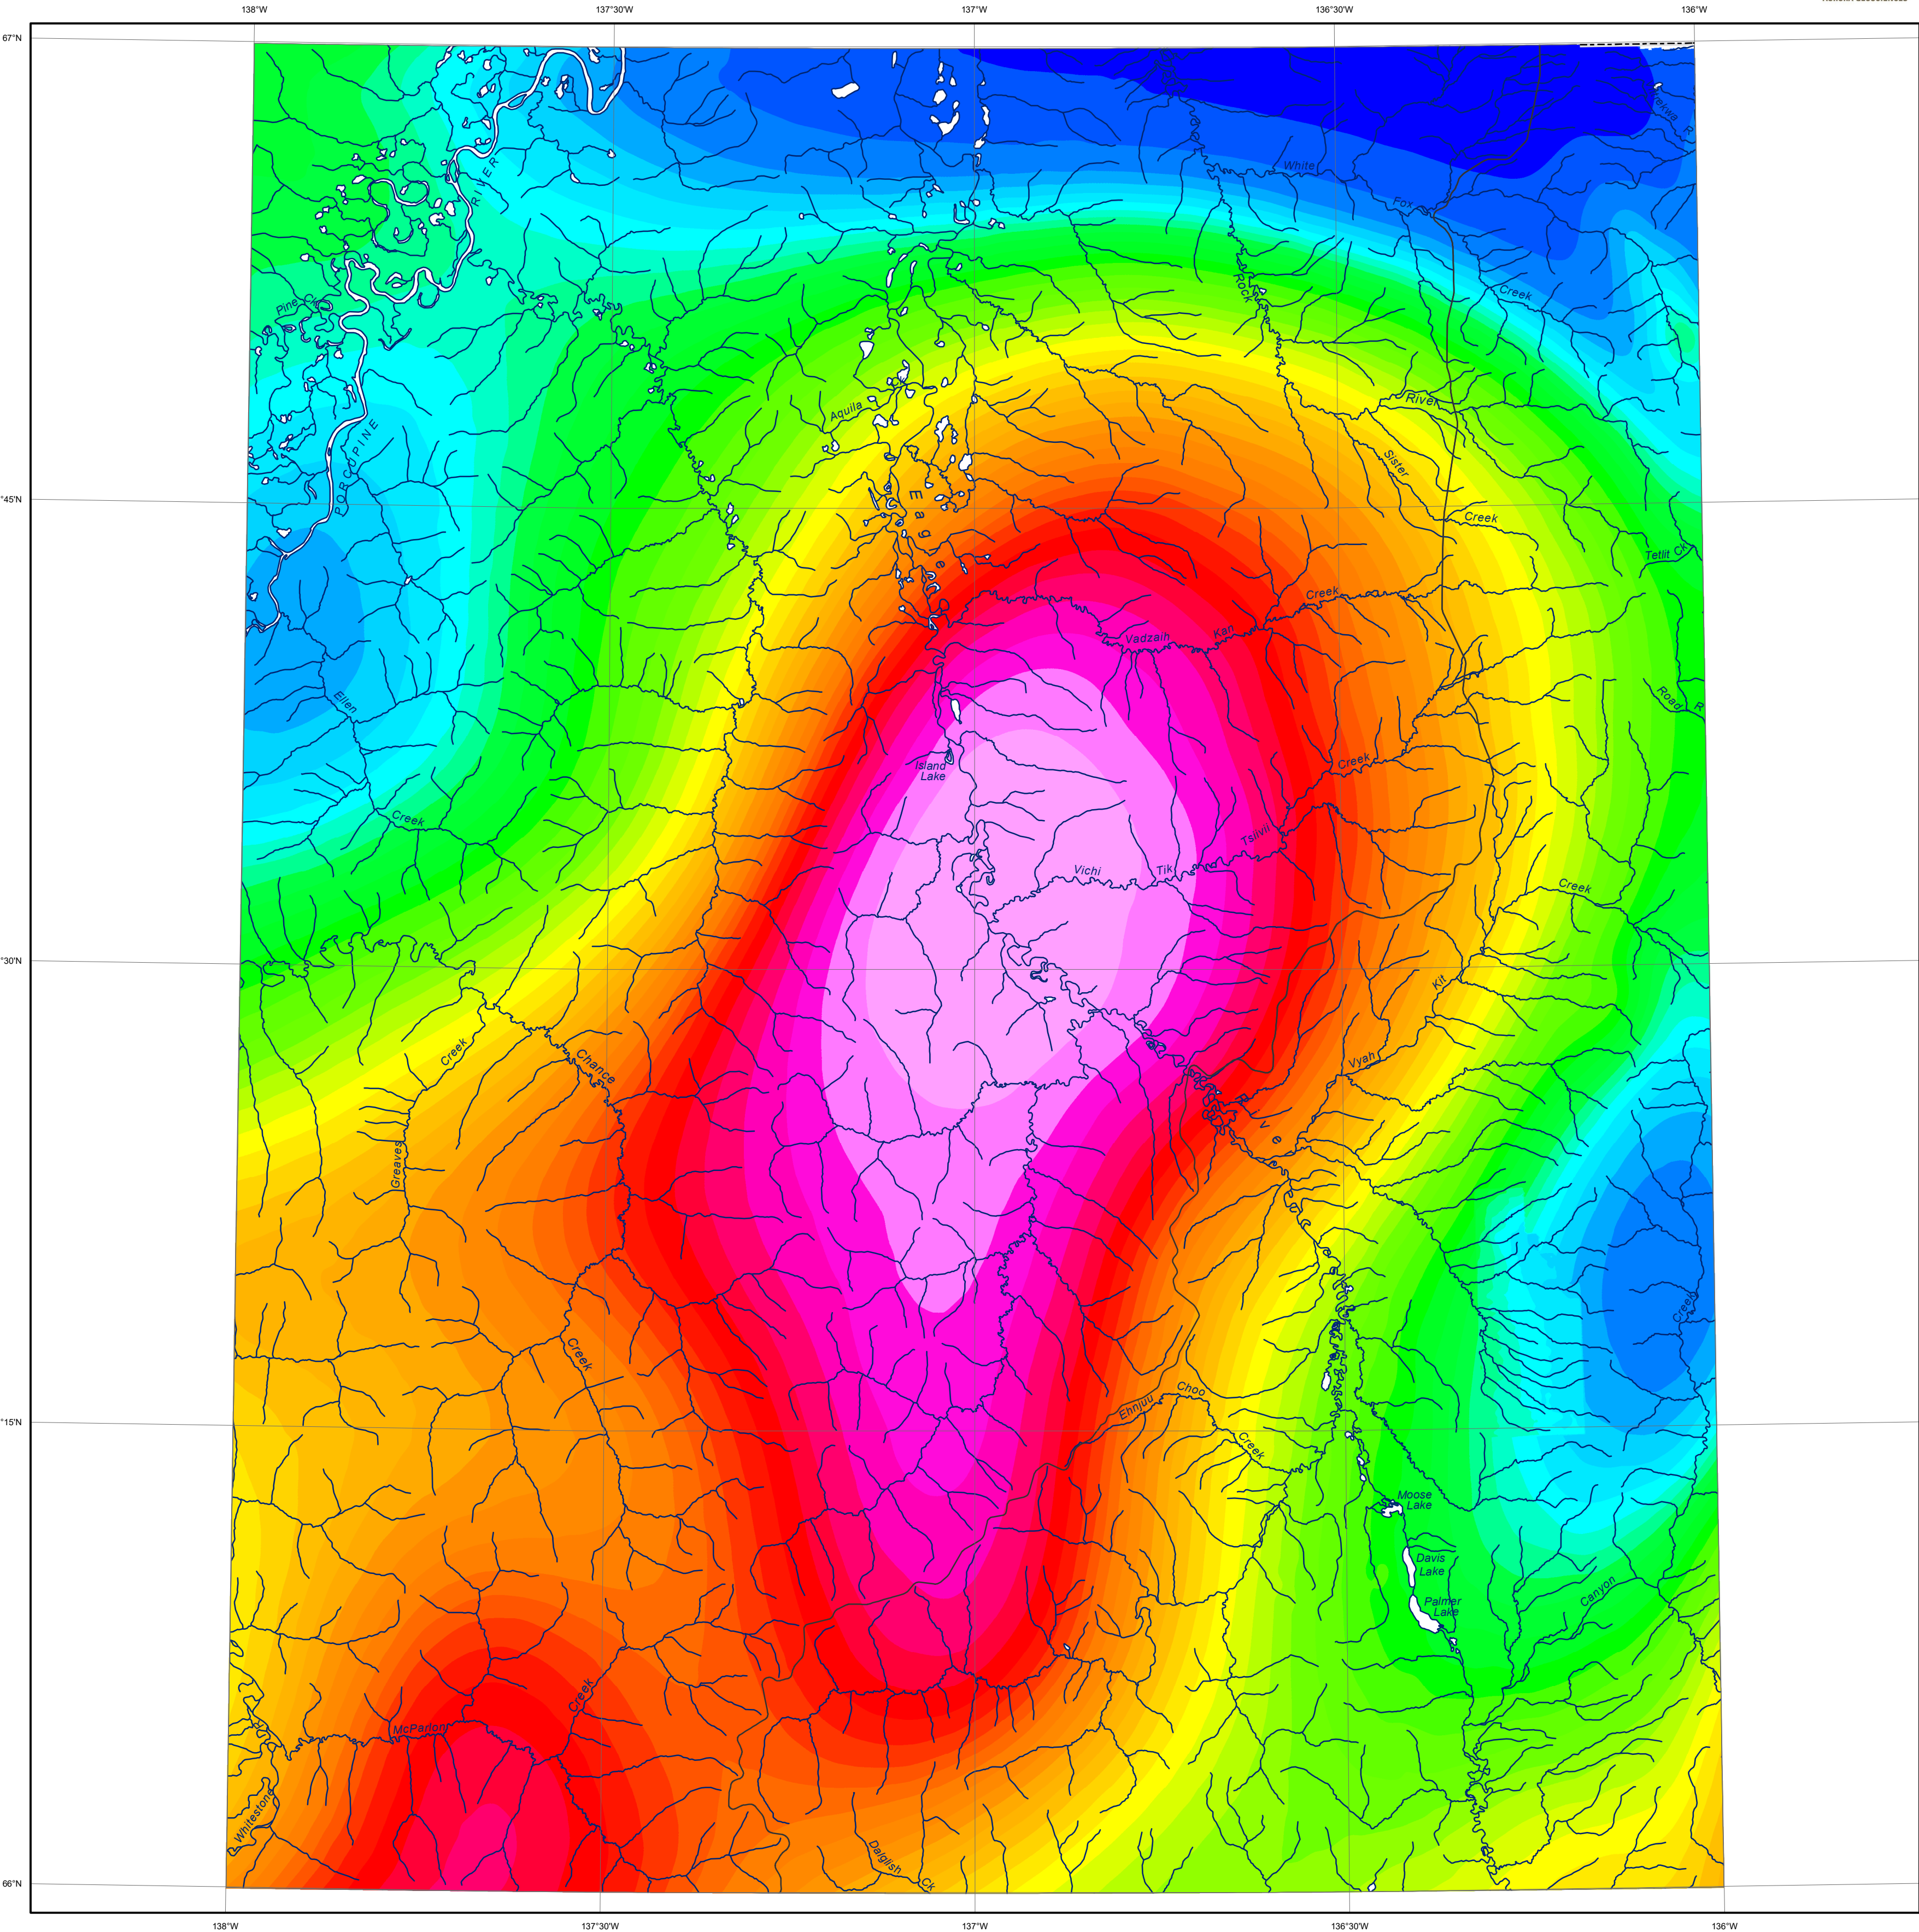 138°W
137°30'W
137°W
136°30'W
136°W
67°N
RIVER
White
Fox
Creek
Rock
Pine Ck
River
Aquila Ck
PORCUPINE
Sister
Creek
Eagle
°45'N
Tetlit Ck
Creek
Kan
Vadzaih
Ellen
Road R
Island
Lake
Creek
Creek
Tsiivii
Tik
Vichi
Creek
°30'N
Kit
Creek
Chance
Vyah
Greaves
Creek
Creek
Choo
Ehnjuu
Creek
°15'N
Moose
Lake
Davis
Lake
Palmer
Lake
Canyon
Creek
McParlon
Whitestone
Dalglish Ck
66°N
138°W
137°30'W
137°W
136°30'W
136°W